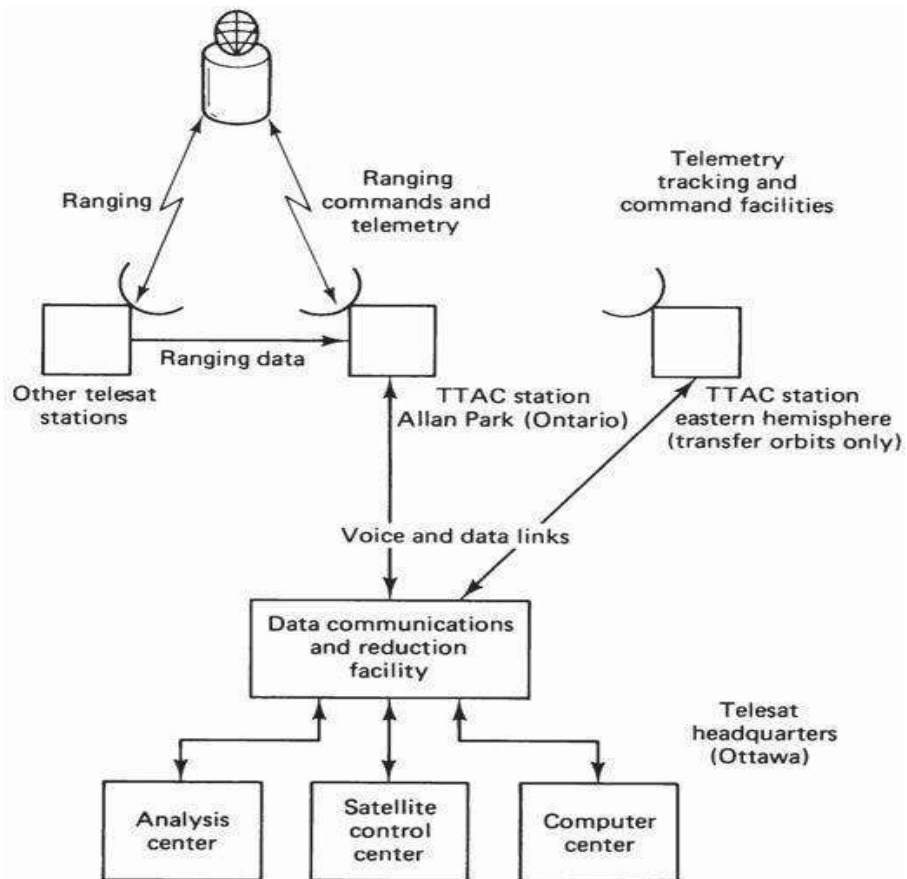 Ranging
Ranging
commands and
telemetry
Telemetry
tracking and
command facilities
Ranging data
Other telesat
stations
TTAC station
Allan Park (Ontario)
TTAC station
eastern hemisphere
(transfer orbits only)
Voice and data links
Data communications
and reduction
facility
Telesat
headquarters
(Ottawa)
Analysis
center
Satellite
control
center
Computer
center